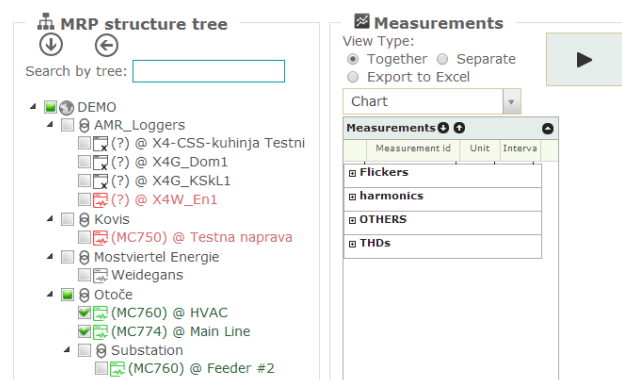 MRP structure tree
Search by tree:
DEMO
AMR_Loggers
(?) @ X4-CSS-kuhinja Testni
(?) @ X4G_Dom1
(?) @ X4G_KSkL1
(?) @ X4W_En1
Kovis
(MC750) @ Testna naprava
Mostviertel Energie
Weidegans
Otoče
(MC760) @ HVAC
(MC774) @ Main Line
Substation
(MC760) @ Feeder #2
Measurements
View Type:
Together Separate
Export to Excel
Chart
Measurements
Measurement id Unit Interva
Flickers
harmonics
OTHERS
THDs